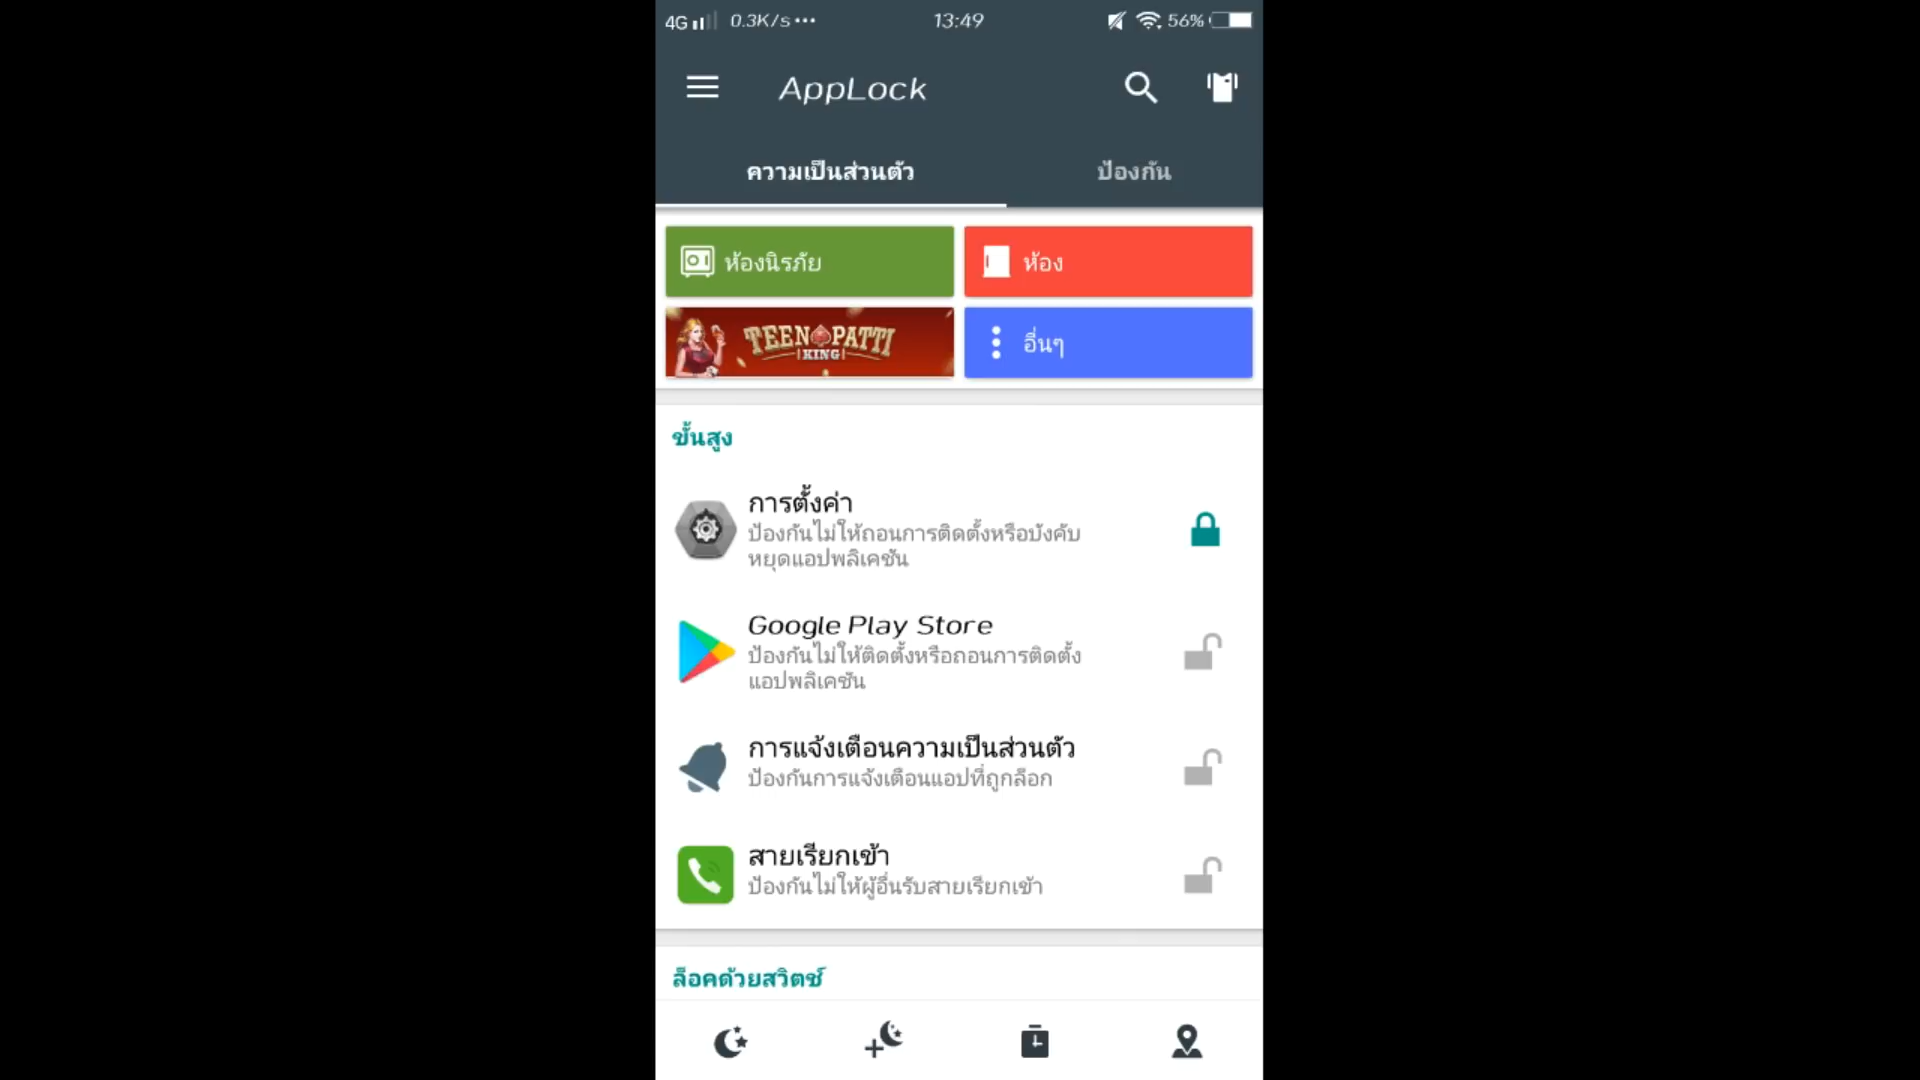 4G 0.3K/s ... 13:49 56%
AppLock
ความเป็นส่วนตัว ป้องกัน
ห้องนิรภัย ห้อง
TEEN PATTI
KING
อื่นๆ
ขั้นสูง
การตั้งค่า
ป้องกันไม่ให้ถอนการติดตั้งหรือบังคับ
หยุดแอปพลิเคชัน
Google Play Store
ป้องกันไม่ให้ติดตั้งหรือถอนการติดตั้ง
แอปพลิเคชัน
การแจ้งเตือนความเป็นส่วนตัว
ป้องกันการแจ้งเตือนแอปที่ถูกล็อก
สายเรียกเข้า
ป้องกันไม่ให้ผู้อื่นรับสายเรียกเข้า
ล็อคด้วยสวิตช์